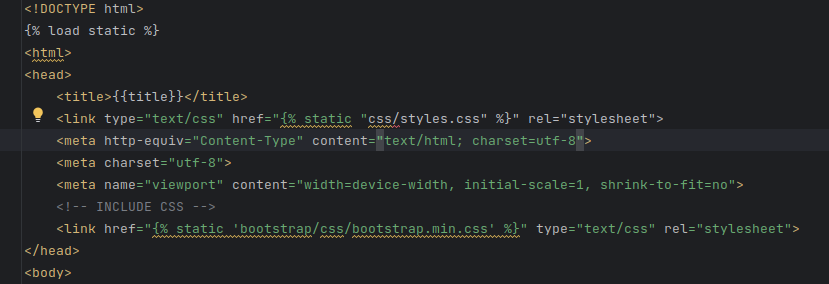 <!DOCTYPE html>
{% load static %}
<html>
<head>
<title>{{title}}</title>
<link type="text/css" href="{% static "css/styles.css" %}" rel="stylesheet">
<meta http-equiv="Content-Type" content="text/html; charset=utf-8">
<meta charset="utf-8">
<meta name="viewport" content="width=device-width, initial-scale=1, shrink-to-fit=no">
<!-- INCLUDE CSS -->
<link href="{% static 'bootstrap/css/bootstrap.min.css' %}" type="text/css" rel="stylesheet">
</head>
<body>